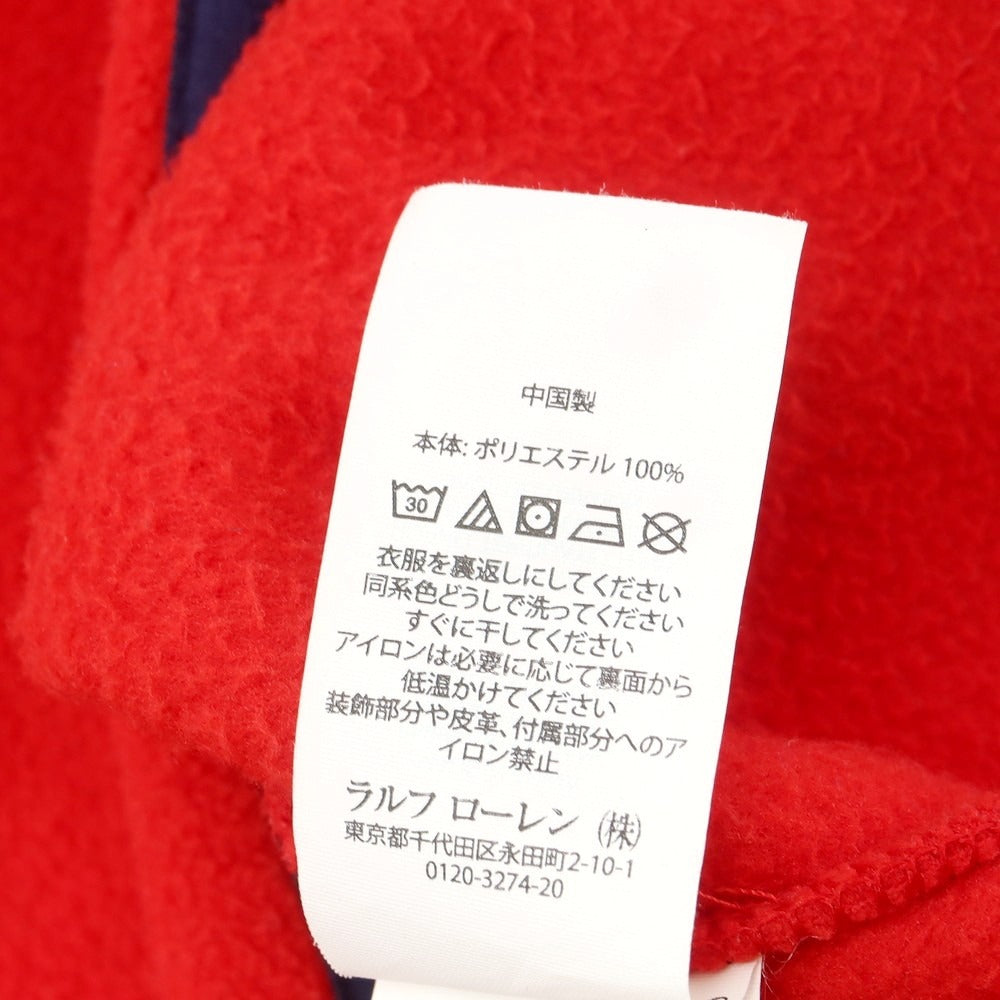 中国製
本体: ポリエステル 100%
30
衣服を裏返しにしてください
同系色どうしで洗ってください
すぐに干してください
アイロンは必要に応じて裏面から
低温かけてください
装飾部分や皮革、付属部分へのア
イロン禁止
ラルフ ローレン ㈱
東京都千代田区永田町2-10-1
0120-3274-20